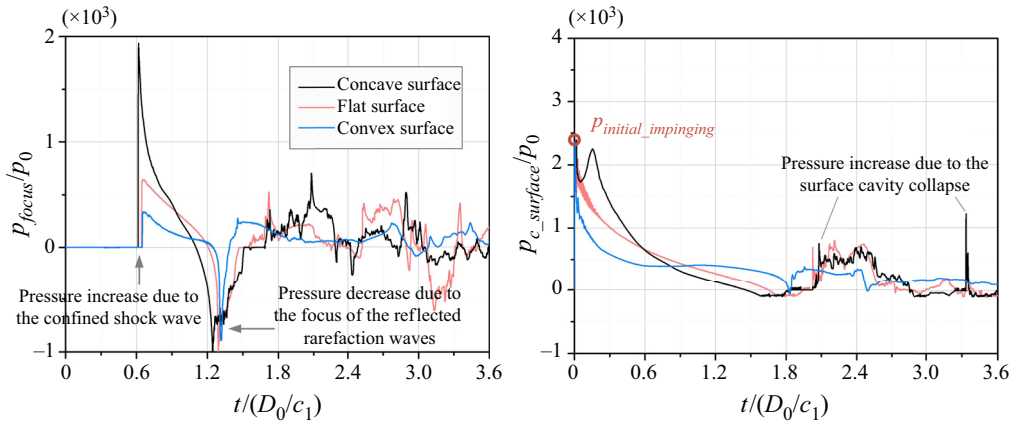 (×10³)
2
1
0
−1
p_focus/p_0
Concave surface
Flat surface
Convex surface
Pressure increase due to
the confined shock wave
Pressure decrease due to
the focus of the reflected
rarefaction waves
0
0.6
1.2
1.8
2.4
3.0
3.6
t/(D_0/c_1)
(×10³)
4
3
2
1
0
−1
p_c_surface/p_0
p_initial_impinging
Pressure increase due to the
surface cavity collapse
0
0.6
1.2
1.8
2.4
3.0
3.6
t/(D_0/c_1)